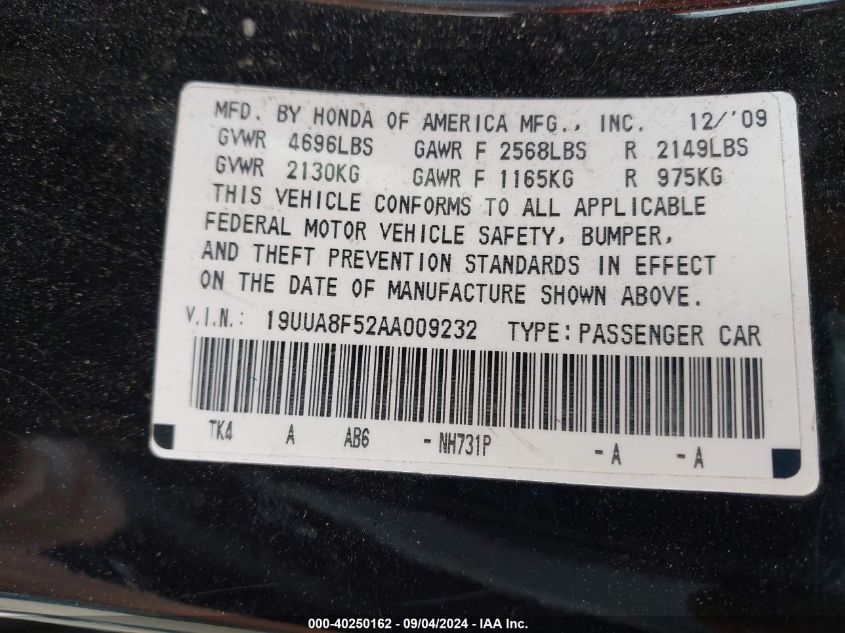 MFD. BY HONDA OF AMERICA MFG., INC. 12/'09
GVWR 4696LBS GAWR F 2568LBS R 2149LBS
GVWR 2130KG GAWR F 1165KG R 975KG
THIS VEHICLE CONFORMS TO ALL APPLICABLE
FEDERAL MOTOR VEHICLE SAFETY, BUMPER,
AND THEFT PREVENTION STANDARDS IN EFFECT
ON THE DATE OF MANUFACTURE SHOWN ABOVE.
V.I.N.: 19UUA8F52AA009232 TYPE: PASSENGER CAR
TK4 A AB6 - NH731P - A - A
000-40250162 - 09/04/2024 - IAA Inc.